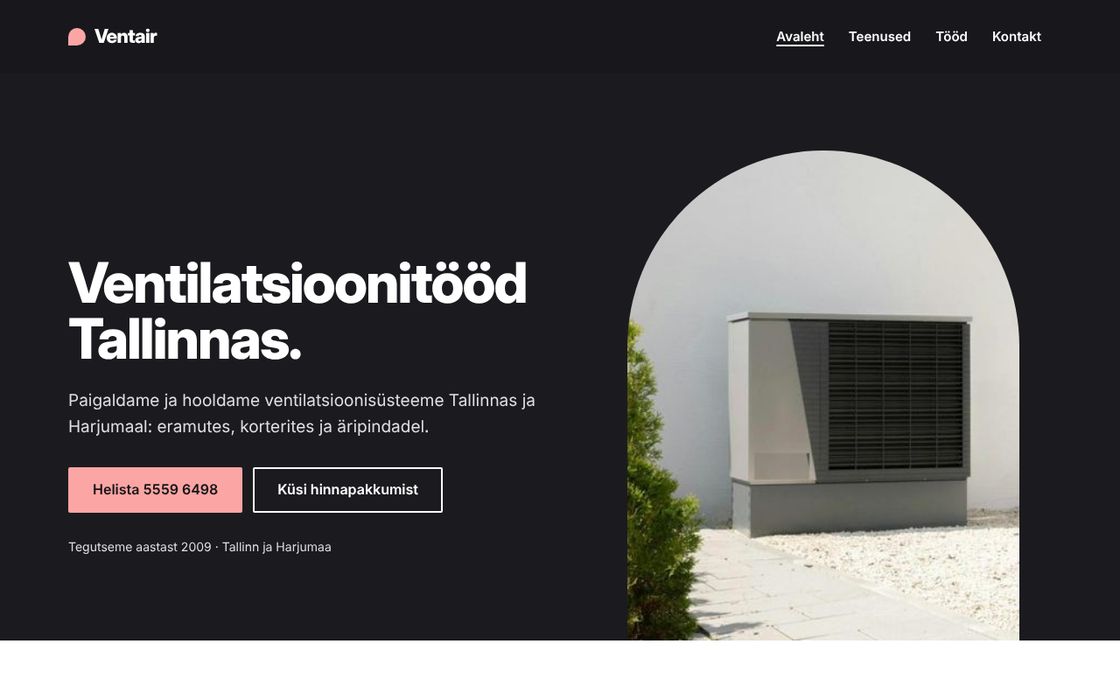 Ventair
Avaleht
Teenused
Tööd
Kontakt
Ventilatsioonitööd
Tallinnas.
Paigaldame ja hooldame ventilatsioonisüsteeme Tallinnas ja
Harjumaal: eramutes, korterites ja äripindadel.
Helista 5559 6498
Küsi hinnapakkumist
Tegutseme aastast 2009 · Tallinn ja Harjumaa